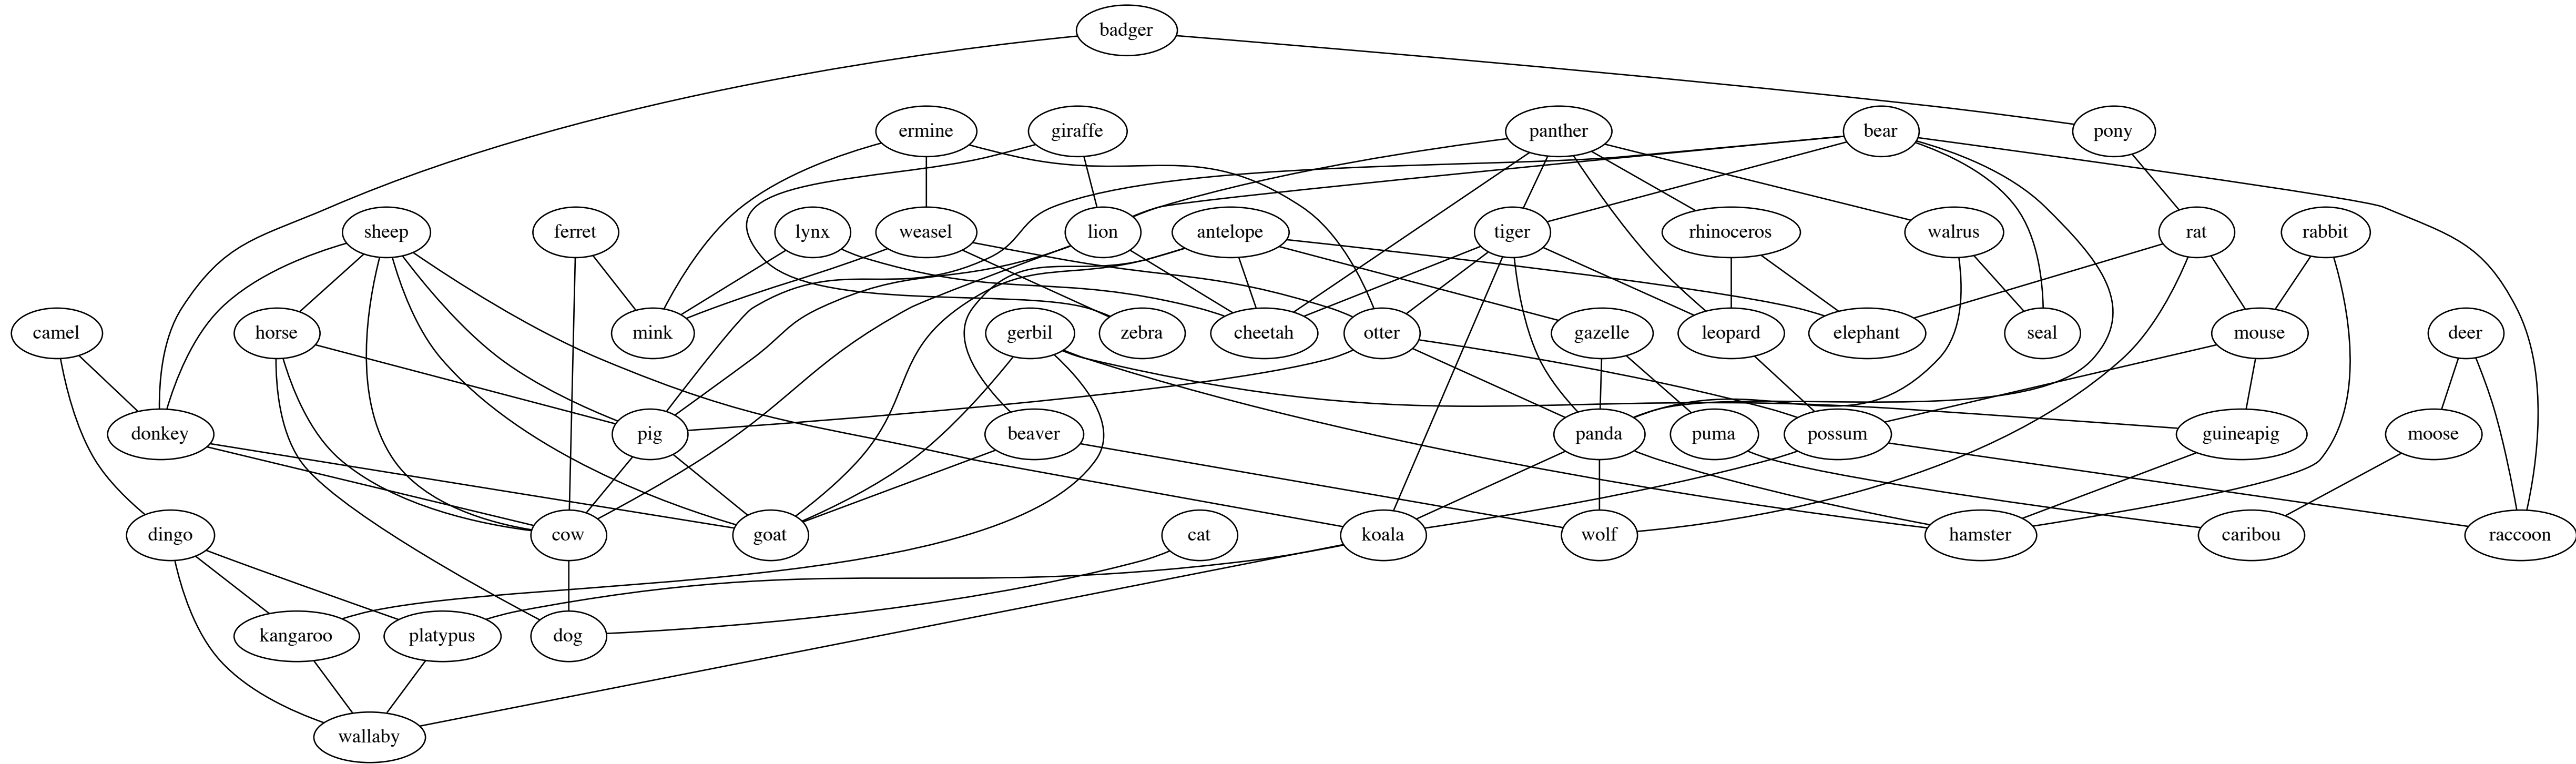 badger
ermine
giraffe
panther
bear
pony
sheep
ferret
lynx
weasel
lion
antelope
tiger
rhinoceros
walrus
rat
rabbit
camel
horse
mink
gerbil
zebra
cheetah
otter
gazelle
leopard
elephant
seal
mouse
deer
donkey
pig
beaver
panda
puma
possum
guineapig
moose
dingo
cow
goat
cat
koala
wolf
hamster
caribou
raccoon
kangaroo
platypus
dog
wallaby